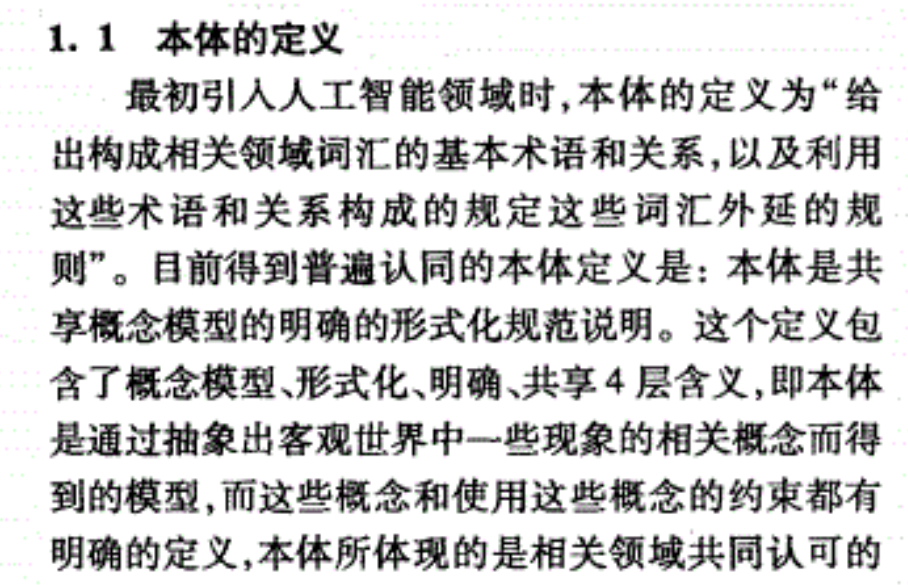 1. 1 本体的定义
最初引入人工智能领域时,本体的定义为“给
出构成相关领域词汇的基本术语和关系,以及利用
这些术语和关系构成的规定这些词汇外延的规
则”。目前得到普遍认同的本体定义是：本体是共
享概念模型的明确的形式化规范说明。这个定义包
含了概念模型、形式化、明确、共享 4 层含义,即本体
是通过抽象出客观世界中一些现象的相关概念而得
到的模型,而这些概念和使用这些概念的约束都有
明确的定义,本体所体现的是相关领域共同认可的